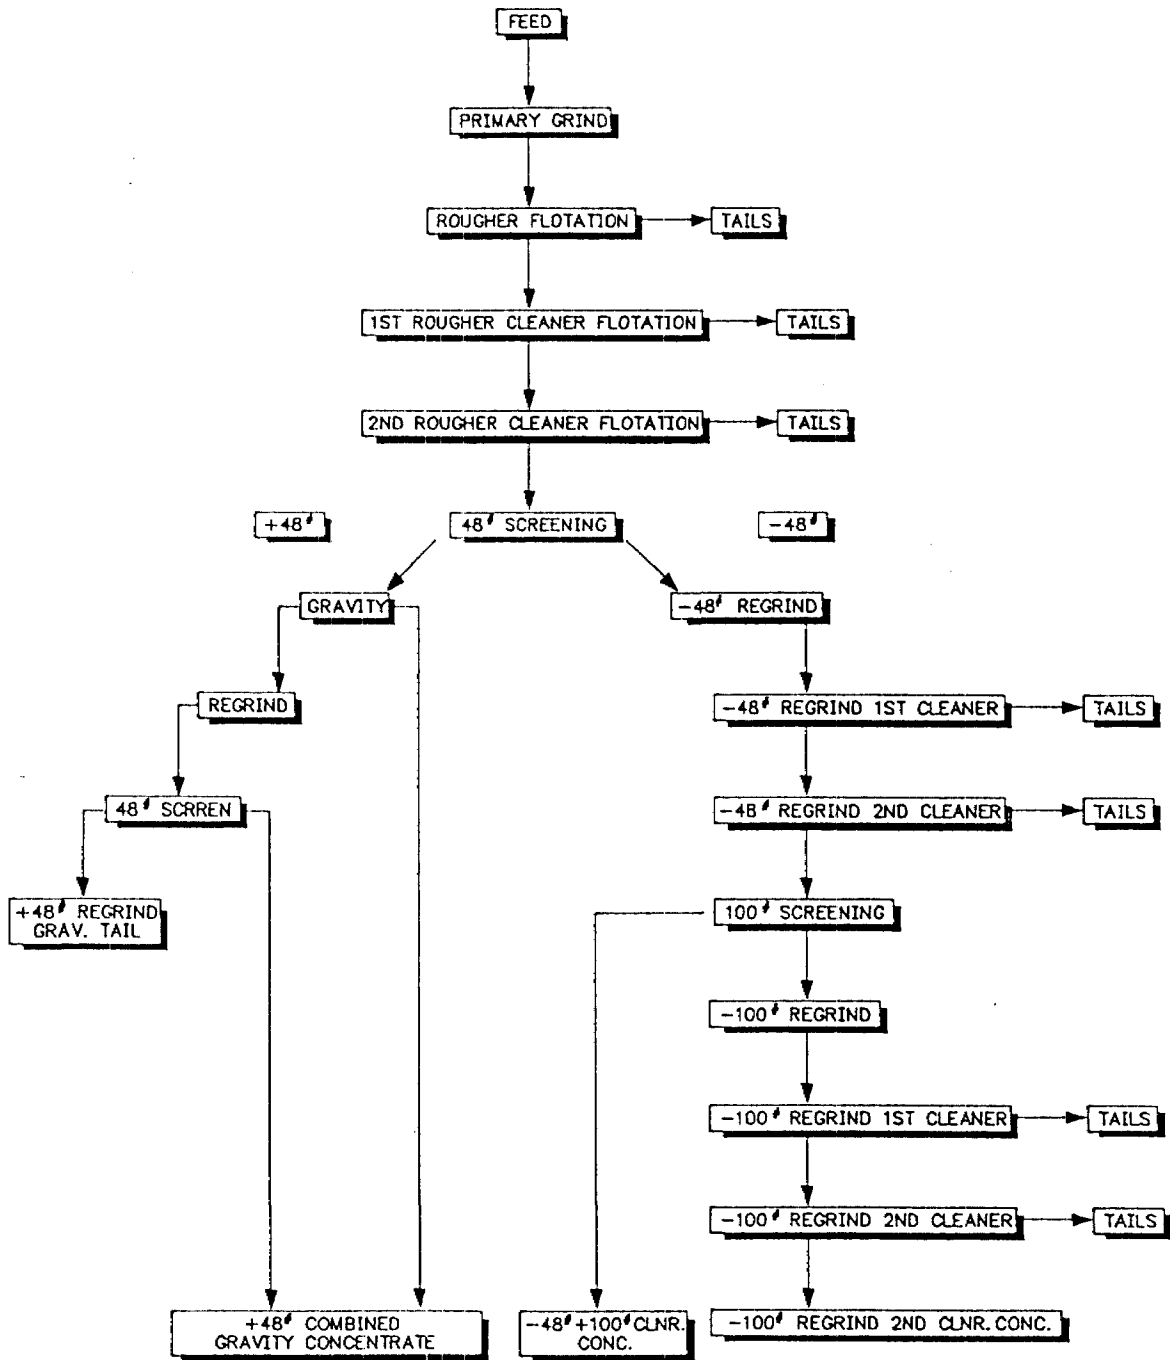 FEED
PRIMARY GRIND
ROUGHER FLOTATION
TAILS
1ST ROUGHER CLEANER FLOTATION
TAILS
2ND ROUGHER CLEANER FLOTATION
TAILS
+48#
48# SCREENING
-48#
GRAVITY
-48# REGRIND
REGRIND
-48# REGRIND 1ST CLEANER
TAILS
48# SCRREN
-48# REGRIND 2ND CLEANER
TAILS
+48# REGRIND
GRAV. TAIL
100# SCREENING
-100# REGRIND
-100# REGRIND 1ST CLEANER
TAILS
-100# REGRIND 2ND CLEANER
TAILS
+48# COMBINED
GRAVITY CONCENTRATE
-48#+100# CLNR.
CONC.
-100# REGRIND 2ND CLNR. CONC.